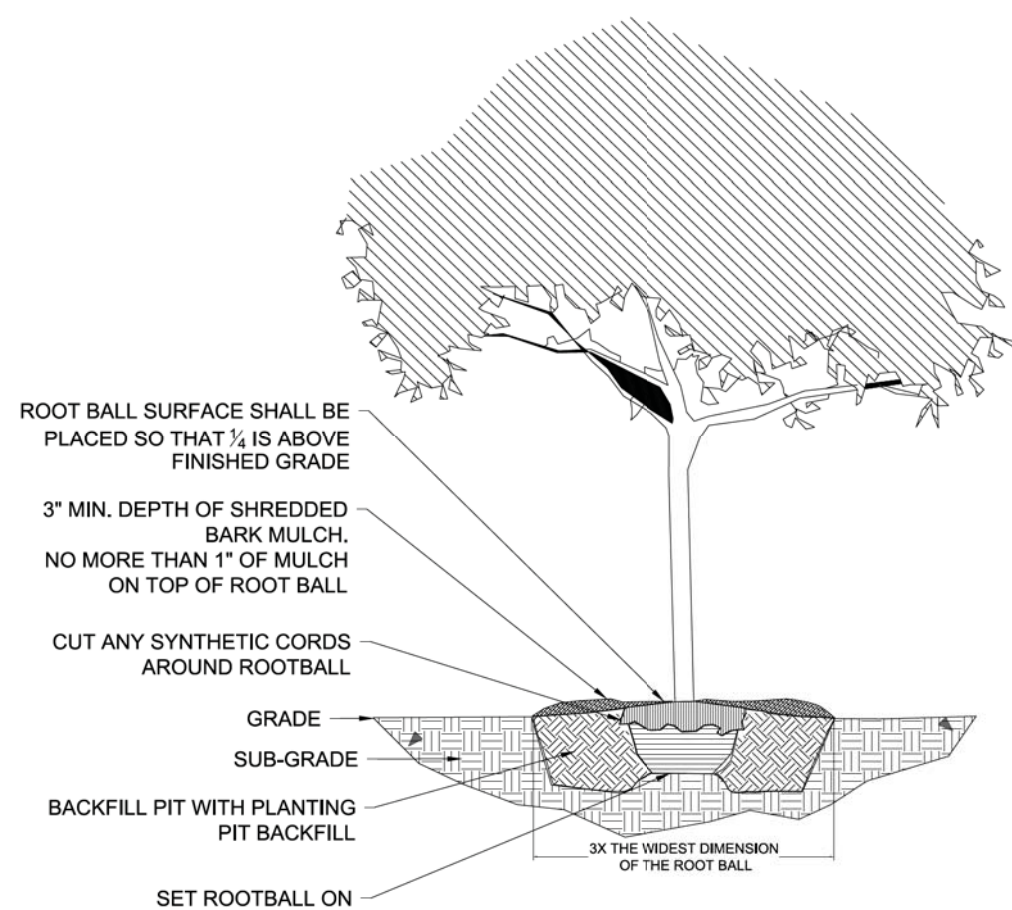 ROOT BALL SURFACE SHALL BE
PLACED SO THAT ¼ IS ABOVE
FINISHED GRADE
3" MIN. DEPTH OF SHREDDED
BARK MULCH.
NO MORE THAN 1" OF MULCH
ON TOP OF ROOT BALL
CUT ANY SYNTHETIC CORDS
AROUND ROOTBALL
GRADE
SUB-GRADE
BACKFILL PIT WITH PLANTING
PIT BACKFILL
SET ROOTBALL ON
3X THE WIDEST DIMENSION
OF THE ROOT BALL